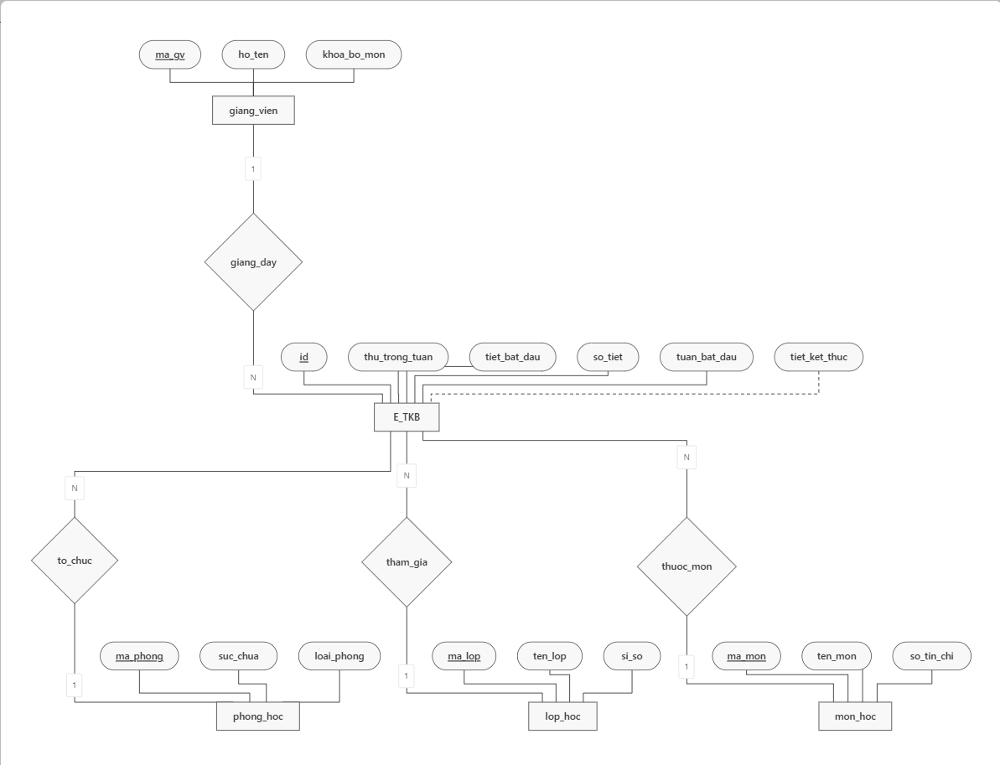 ma_gv
ho_ten
khoa_bo_mon
giang_vien
1
giang_day
N
id
thu_trong_tuan
tiet_bat_dau
so_tiet
tuan_bat_dau
tiet_ket_thuc
E_TKB
N
N
N
to_chuc
tham_gia
thuoc_mon
1
1
1
ma_phong
suc_chua
loai_phong
ma_lop
ten_lop
si_so
ma_mon
ten_mon
so_tin_chi
phong_hoc
lop_hoc
mon_hoc